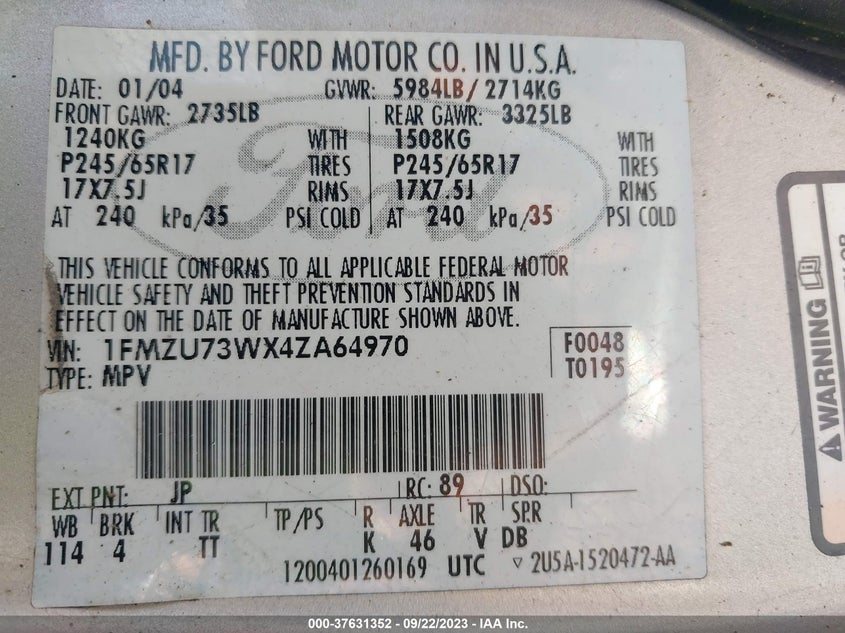 MFD. BY FORD MOTOR CO. IN U.S.A.
DATE: 01/04 GVWR: 5984LB/ 2714KG
FRONT GAWR: 2735LB REAR GAWR: 3325LB
1240KG WITH 1508KG WITH
P245/65R17 TIRES P245/65R17 TIRES
17X7.5J RIMS 17X7.5J RIMS
AT 240 kPa/35 PSI COLD AT 240 kPa/35 PSI COLD
Ford
THIS VEHICLE CONFORMS TO ALL APPLICABLE FEDERAL MOTOR
VEHICLE SAFETY AND THEFT PREVENTION STANDARDS IN
EFFECT ON THE DATE OF MANUFACTURE SHOWN ABOVE.
VIN: 1FMZU73WX4ZA64970 F0048
TYPE: MPV T0195
EXT PNT: JP RC: 89 DSO:
WB BRK INT TR TP/PS R AXLE TR SPR
114 4 TT K 46 V DB
1200401260169 UTC ▽ 2U5A-1520472-AA
WARNING
000-37631352 - 09/22/2023 - IAA Inc.